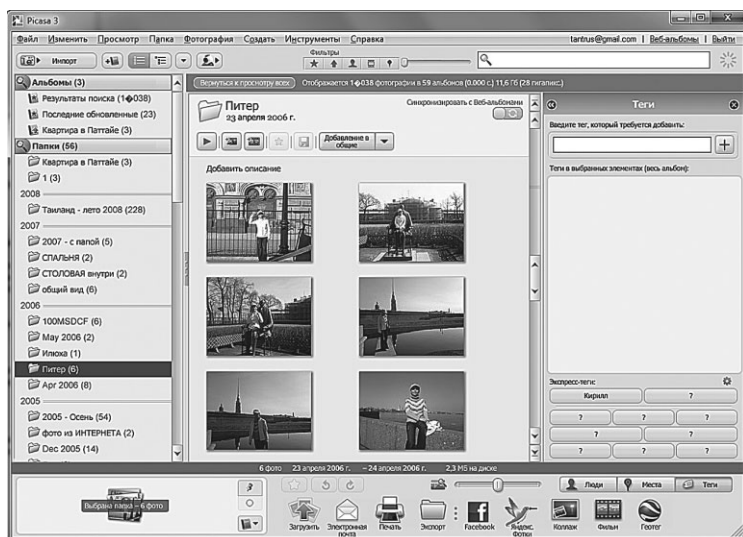 Picasa 3
Файл Изменить Просмотр Папка Фотография Создать Инструменты Справка
tantrus@gmail.com | Веб-альбомы | Выйти
Импорт
Фильтры
Альбомы (3)
Результаты поиска (1�038)
Последние обновленные (23)
Квартира в Паттайе (3)
Папки (56)
Квартира в Паттайе (3)
1 (3)
2008
Таиланд - лето 2008 (228)
2007
2007 - с папой (5)
СПАЛЬНЯ (2)
СТОЛОВАЯ внутри (2)
общий вид (6)
2006
100MSDCF (6)
May 2006 (2)
Илюха (1)
Питер (6)
Apr 2006 (8)
2005
2005 - Осень (54)
фото из ИНТЕРНЕТА (2)
Dec 2005 (14)
Вернуться к просмотру всех
Отображается 1�038 фотографии в 59 альбомов (0.000 с.) 11,6 Гб (28 гигапикс.)
Питер
23 апреля 2006 г.
Синхронизировать с Веб-альбомами
Добавление в общие
Добавить описание
Теги
Введите тег, который требуется добавить:
Теги в выбранных элементах (весь альбом):
Экспресс-теги:
Кирилл ?
? ? ?
? ?
? ? ?
6 фото 23 апреля 2006 г. – 24 апреля 2006 г. 2,3 МБ на диске
Выбрана папка – 6 фото
Люди Места Теги
Загрузить
Электронная почта
Печать
Экспорт
Facebook
Яндекс. Фотки
Коллаж
Фильм
Геотег